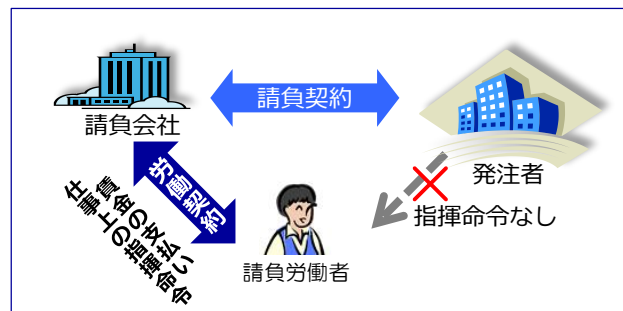 請負契約
請負会社
発注者
労働契約
賃金の支払い
仕事上の指揮命令
指揮命令なし
請負労働者